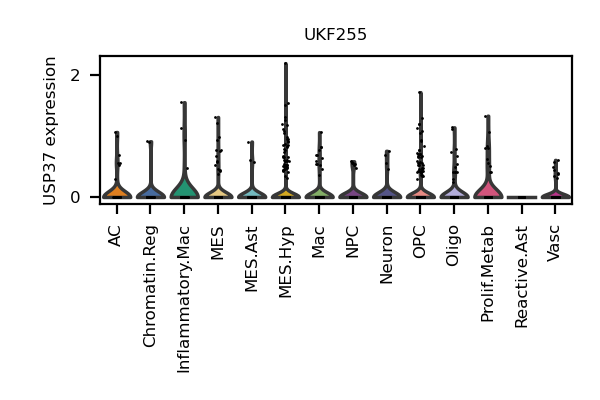 UKF255
USP37 expression
2
0
AC
Chromatin.Reg
Inflammatory.Mac
MES
MES.Ast
MES.Hyp
Mac
NPC
Neuron
OPC
Oligo
Prolif.Metab
Reactive.Ast
Vasc